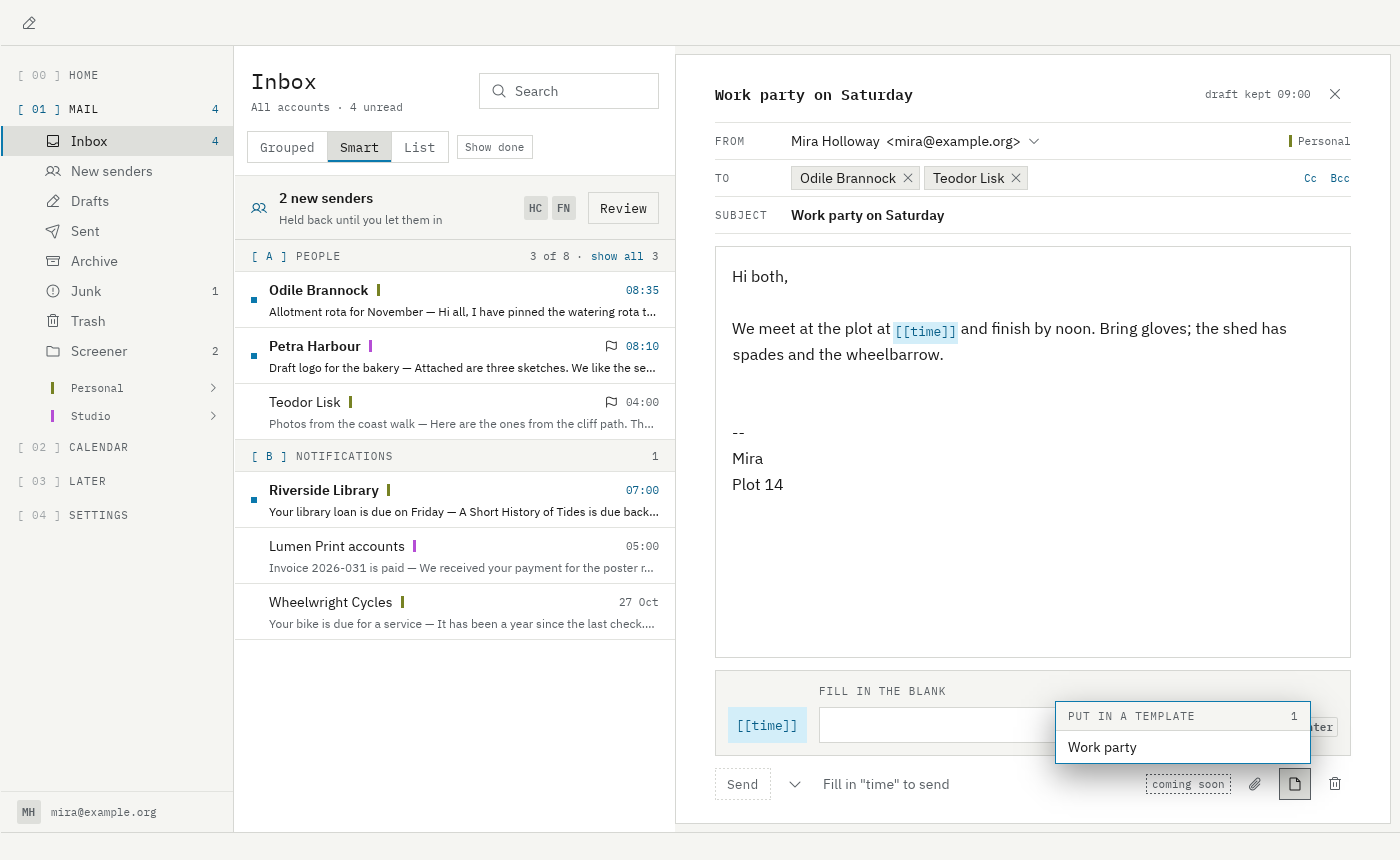 [ 00 ] HOME
[ 01 ] MAIL 4
Inbox 4
New senders
Drafts
Sent
Archive
Junk 1
Trash
Screener 2
Personal
Studio
[ 02 ] CALENDAR
[ 03 ] LATER
[ 04 ] SETTINGS
MH mira@example.org
Inbox
All accounts · 4 unread
Search
Grouped Smart List Show done
2 new senders
Held back until you let them in
HC FN Review
[ A ] PEOPLE 3 of 8 · show all 3
Odile Brannock 08:35
Allotment rota for November — Hi all, I have pinned the watering rota t…
Petra Harbour 08:10
Draft logo for the bakery — Attached are three sketches. We like the se…
Teodor Lisk 04:00
Photos from the coast walk — Here are the ones from the cliff path. Th…
[ B ] NOTIFICATIONS 1
Riverside Library 07:00
Your library loan is due on Friday — A Short History of Tides is due back…
Lumen Print accounts 05:00
Invoice 2026-031 is paid — We received your payment for the poster r…
Wheelwright Cycles 27 Oct
Your bike is due for a service — It has been a year since the last check.…
Work party on Saturday draft kept 09:00
FROM Mira Holloway <mira@example.org> Personal
TO Odile Brannock Teodor Lisk Cc Bcc
SUBJECT Work party on Saturday
Hi both,
We meet at the plot at [[time]] and finish by noon. Bring gloves; the shed has
spades and the wheelbarrow.
--
Mira
Plot 14
FILL IN THE BLANK
[[time]]
PUT IN A TEMPLATE 1
Work party
Send Fill in "time" to send coming soon